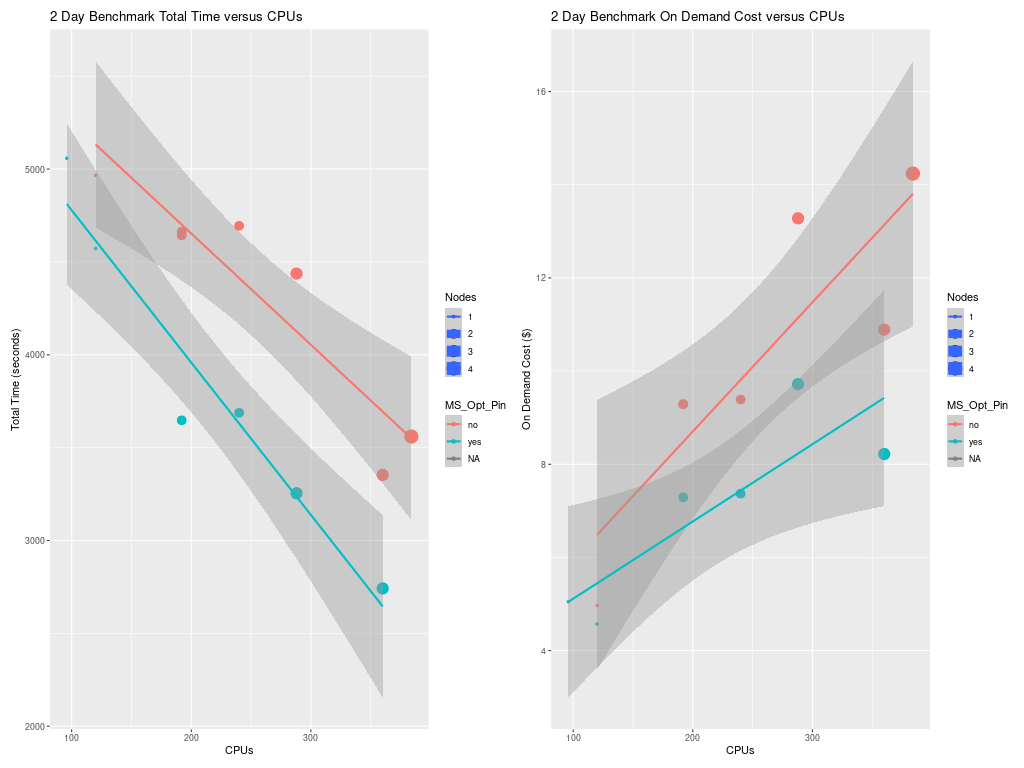 2 Day Benchmark Total Time versus CPUs
Total Time (seconds)
5000
4000
3000
2000
100
200
300
CPUs
Nodes
1
2
3
4
MS_Opt_Pin
no
yes
NA
2 Day Benchmark On Demand Cost versus CPUs
On Demand Cost ($)
16
12
8
4
100
200
300
CPUs
Nodes
1
2
3
4
MS_Opt_Pin
no
yes
NA